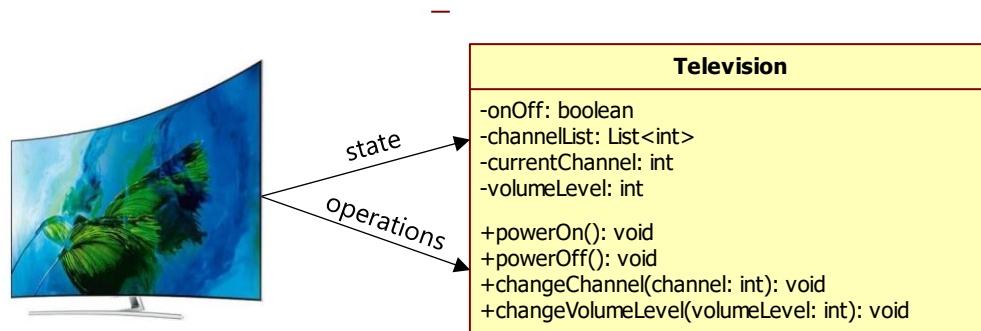 Television
-onOff: boolean
-channelList: List<int>
-currentChannel: int
-volumeLevel: int
state
operations
+powerOn(): void
+powerOff(): void
+changeChannel(channel: int): void
+changeVolumeLevel(volumeLevel: int): void